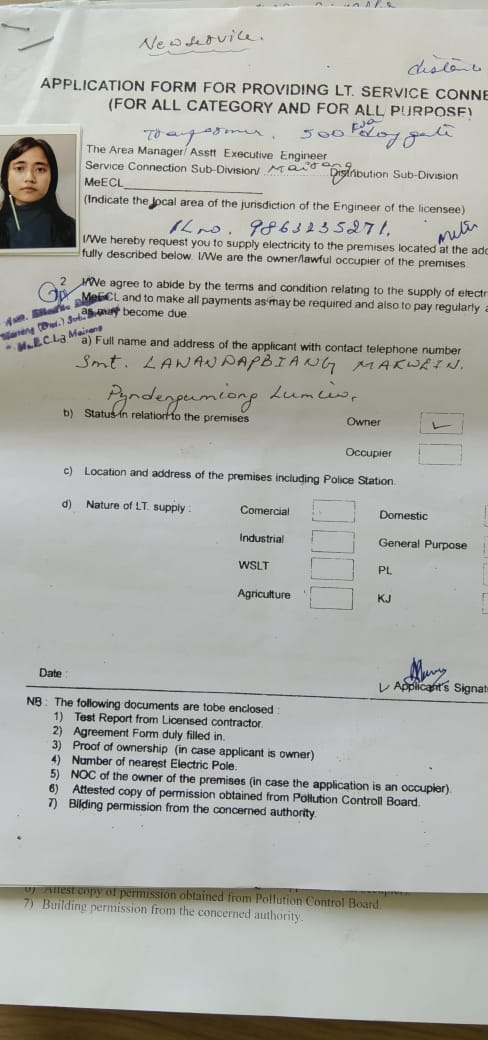 New service.
APPLICATION FORM FOR PROVIDING LT. SERVICE CONNE
(FOR ALL CATEGORY AND FOR ALL PURPOSE)
500
The Area Manager/ Asstt Executive Engineer
Service Connection Sub-Division/ Mairang Distribution Sub-Division
MeECL
(Indicate the local area of the jurisdiction of the Engineer of the licensee)
9863235271,
I/We hereby request you to supply electricity to the premises located at the add
fully described below. I/We are the owner/lawful occupier of the premises.
2 I/We agree to abide by the terms and condition relating to the supply of electr
MeECL and to make all payments as may be required and also to pay regularly a
as may become due.
3 a) Full name and address of the applicant with contact telephone number
Smt. LAWANDAPBIANG MAKWEIN.
Pyndengumiong
b) Status in relation to the premises Owner ✓
Occupier
c) Location and address of the premises including Police Station.
d) Nature of LT. supply : Comercial Domestic
Industrial General Purpose
WSLT PL
Agriculture KJ
Date :
Applicant's Signat
NB : The following documents are tobe enclosed :
1) Test Report from Licensed contractor.
2) Agreement Form duly filled in.
3) Proof of ownership (in case applicant is owner)
4) Number of nearest Electric Pole.
5) NOC of the owner of the premises (in case the application is an occupier).
6) Attested copy of permission obtained from Pollution Controll Board.
7) Bilding permission from the concerned authority.
6) Attest copy of permission obtained from Pollution Control Board.
7) Building permission from the concerned authority.